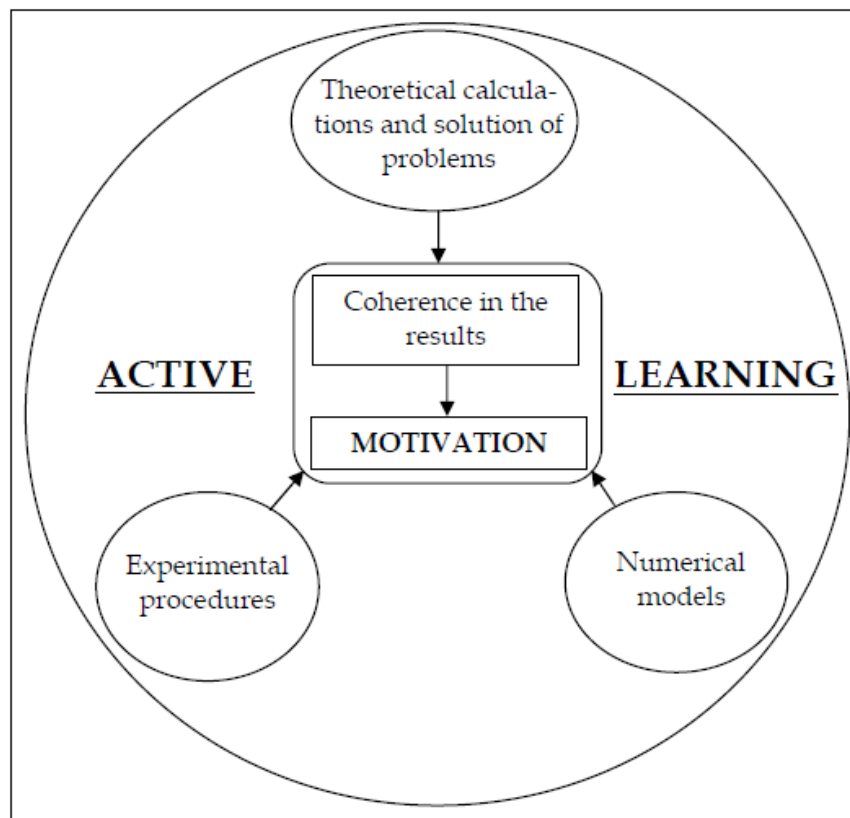 Theoretical calcula-
tions and solution of
problems
Coherence in the
results
ACTIVE
LEARNING
MOTIVATION
Experimental
procedures
Numerical
models